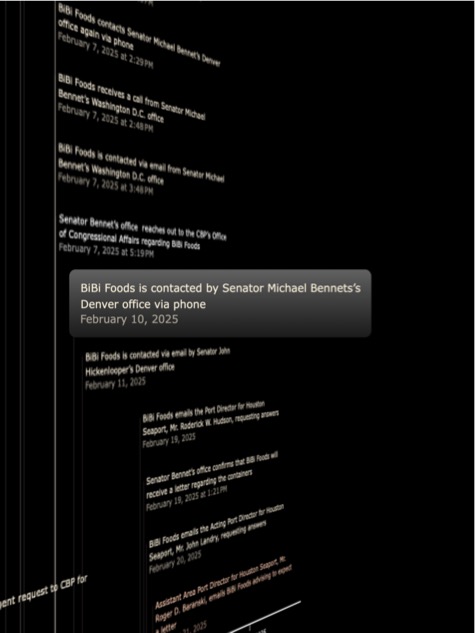 BiBi Foods contacts Senator Michael Bennet's Denver
office again via phone
February 7, 2025 at 2:29PM
BiBi Foods receives a call from Senator Michael
Bennet's Washington D.C. office
February 7, 2025 at 2:48PM
BiBi Foods is contacted via email from Senator Michael
Bennet's Washington D.C. office
February 7, 2025 at 3:48PM
Senator Bennet's office reaches out to the CBP's Office
of Congressional Affairs regarding BiBi Foods
February 7, 2025 at 5:19PM
BiBi Foods is contacted by Senator Michael Bennets's
Denver office via phone
February 10, 2025
BiBi Foods is contacted via email by Senator John
Hickenlooper's Denver office
February 11, 2025
BiBi Foods emails the Port Director for Houston
Seaport, Mr. Roderick W. Hudson, requesting answers
February 19, 2025
Senator Bennet's office confirms that BiBi Foods will
receive a letter regarding the containers
February 19, 2025 at 1:21PM
BiBi Foods emails the Acting Port Director for Houston
Seaport, Mr. John Landry, requesting answers
February 20, 2025
request to CBP for
Assistant Area Port Director for Houston Seaport, Mr.
Roger D. Baranski, emails BiBi Foods advising to expect
a letter
2025